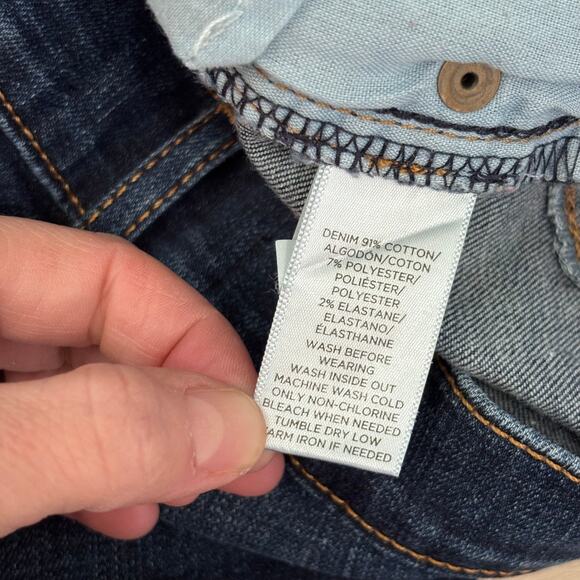 DENIM 91% COTTON/
ALGODÓN/COTON
7% POLYESTER/
POLIÉSTER/
POLYESTER
2% ELASTANE/
ELASTANO/
ÉLASTHANNE
WASH BEFORE
WEARING
WASH INSIDE OUT
MACHINE WASH COLD
ONLY NON-CHLORINE
BLEACH WHEN NEEDED
TUMBLE DRY LOW
ARM IRON IF NEEDED